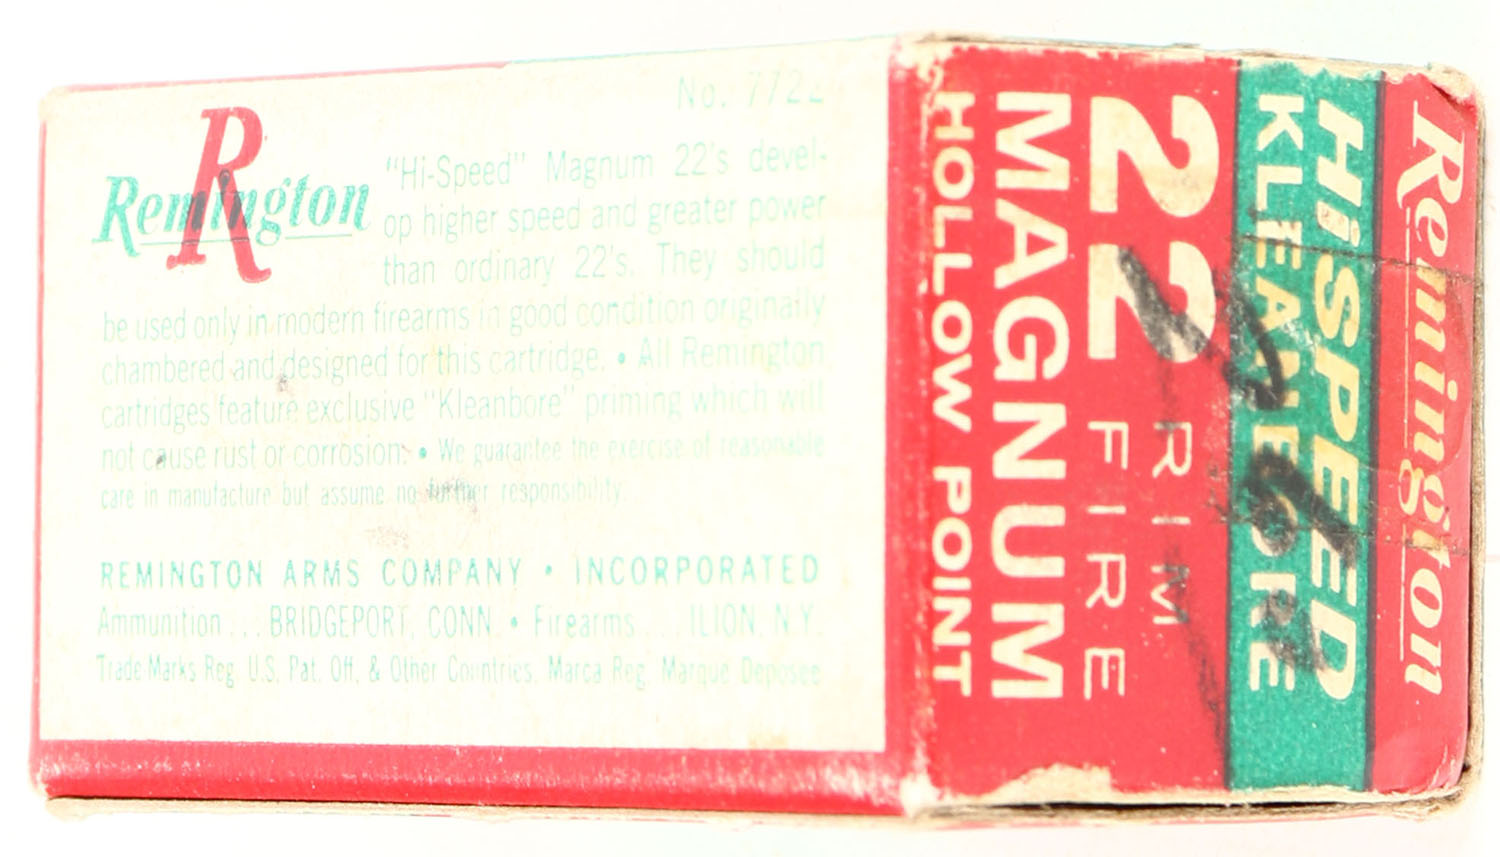 No. 7722
Remington
R
"Hi-Speed" Magnum 22's devel-
op higher speed and greater power
than ordinary 22's. They should
be used only in modern firearms in good condition originally
chambered and designed for this cartridge. • All Remington
cartridges feature exclusive "Kleanbore" priming which will
not cause rust or corrosion. • We guarantee the exercise of reasonable
care in manufacture but assume no further responsibility.
REMINGTON ARMS COMPANY • INCORPORATED
Ammunition ... BRIDGEPORT, CONN. • Firearms ... ILION, N.Y.
Trade Marks Reg. U.S. Pat. Off. & Other Countries. Marca Reg. Marque Deposee
Remington
HiSPEED
KLEANBORE
22 RIM
FIRE
MAGNUM
HOLLOW POINT